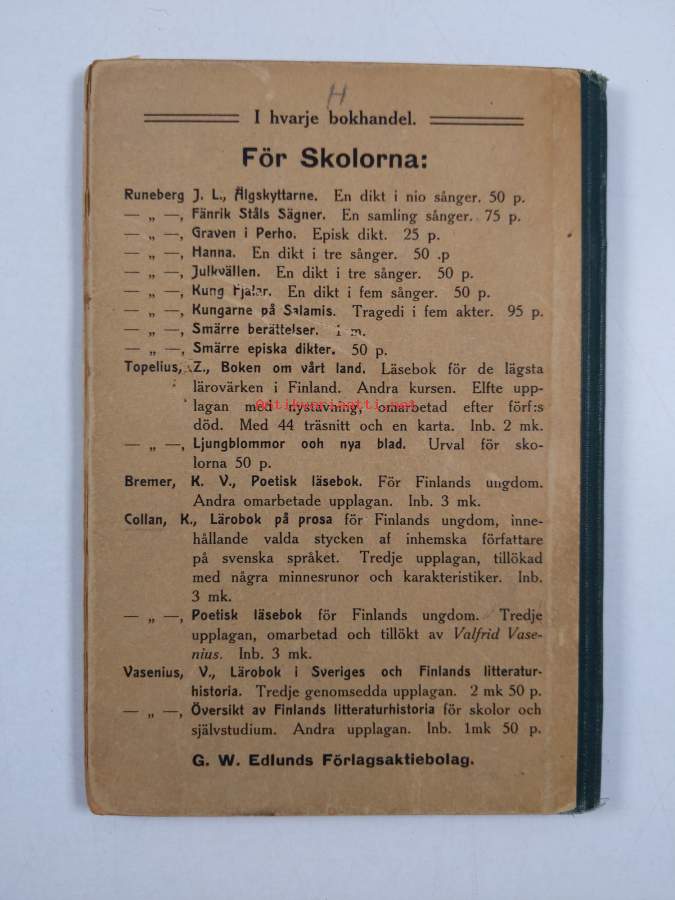 H
I hvarje bokhandel.
För Skolorna:
Runeberg J. L., Älgskyttarne. En dikt i nio sånger. 50 p.
— „ —, Fänrik Ståls Sägner. En samling sånger. 75 p.
— „ —, Graven i Perho. Episk dikt. 25 p.
— „ —, Hanna. En dikt i tre sånger. 50 .p
— „ —, Julkvällen. En dikt i tre sånger. 50 p.
— „ —, Kung Fjalar. En dikt i fem sånger. 50 p.
— „ —, Kungarne på Salamis. Tragedi i fem akter. 95 p.
— „ —, Smärre berättelser. 1 m.
— „ —, Smärre episka dikter. 50 p.
Topelius, Z., Boken om vårt land. Läsebok för de lägsta
lärovärken i Finland. Andra kursen. Elfte upp-
lagan med nystavning, omarbetad efter förf:s
död. Med 44 träsnitt och en karta. Inb. 2 mk.
— „ —, Ljungblommor ooh nya blad. Urval för sko-
lorna 50 p.
Bremer, K. V., Poetisk läsebok. För Finlands ungdom.
Andra omarbetade upplagan. Inb. 3 mk.
Collan, K., Lärobok på prosa för Finlands ungdom, inne-
hållande valda stycken af inhemska författare
på svenska språket. Tredje upplagan, tillökad
med några minnesrunor och karakteristiker. Inb.
3 mk.
— „ —, Poetisk läsebok för Finlands ungdom. Tredje
upplagan, omarbetad och tillökt av Valfrid Vase-
nius. Inb. 3 mk.
Vasenius, V., Lärobok i Sveriges och Finlands litteratur-
historia. Tredje genomsedda upplagan. 2 mk 50 p.
— „ —, Översikt av Finlands litteraturhistoria för skolor och
självstudium. Andra upplagan. Inb. 1mk 50 p.
G. W. Edlunds Förlagsaktiebolag.